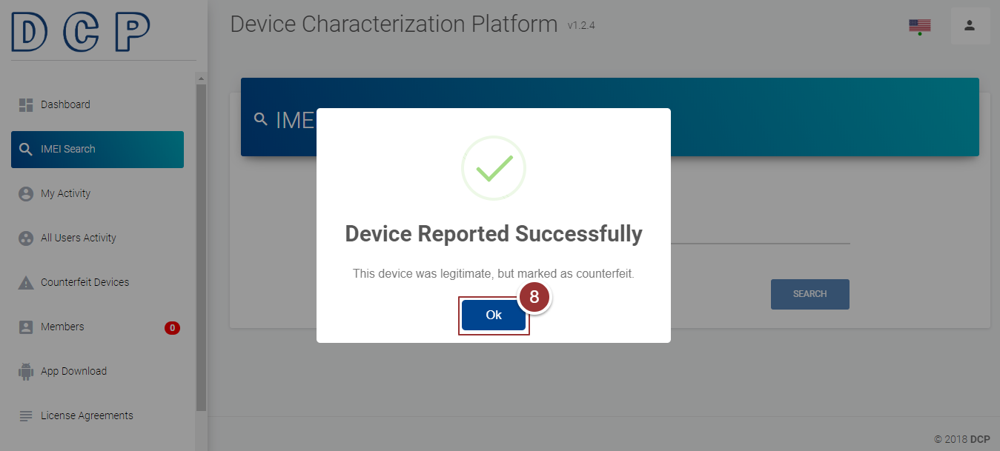 DCP
Device Characterization Platform v1.2.4
Dashboard
IMEI Search
My Activity
All Users Activity
Counterfeit Devices
Members 0
App Download
License Agreements
IME
Device Reported Successfully
This device was legitimate, but marked as counterfeit.
8
Ok
SEARCH
© 2018 DCP